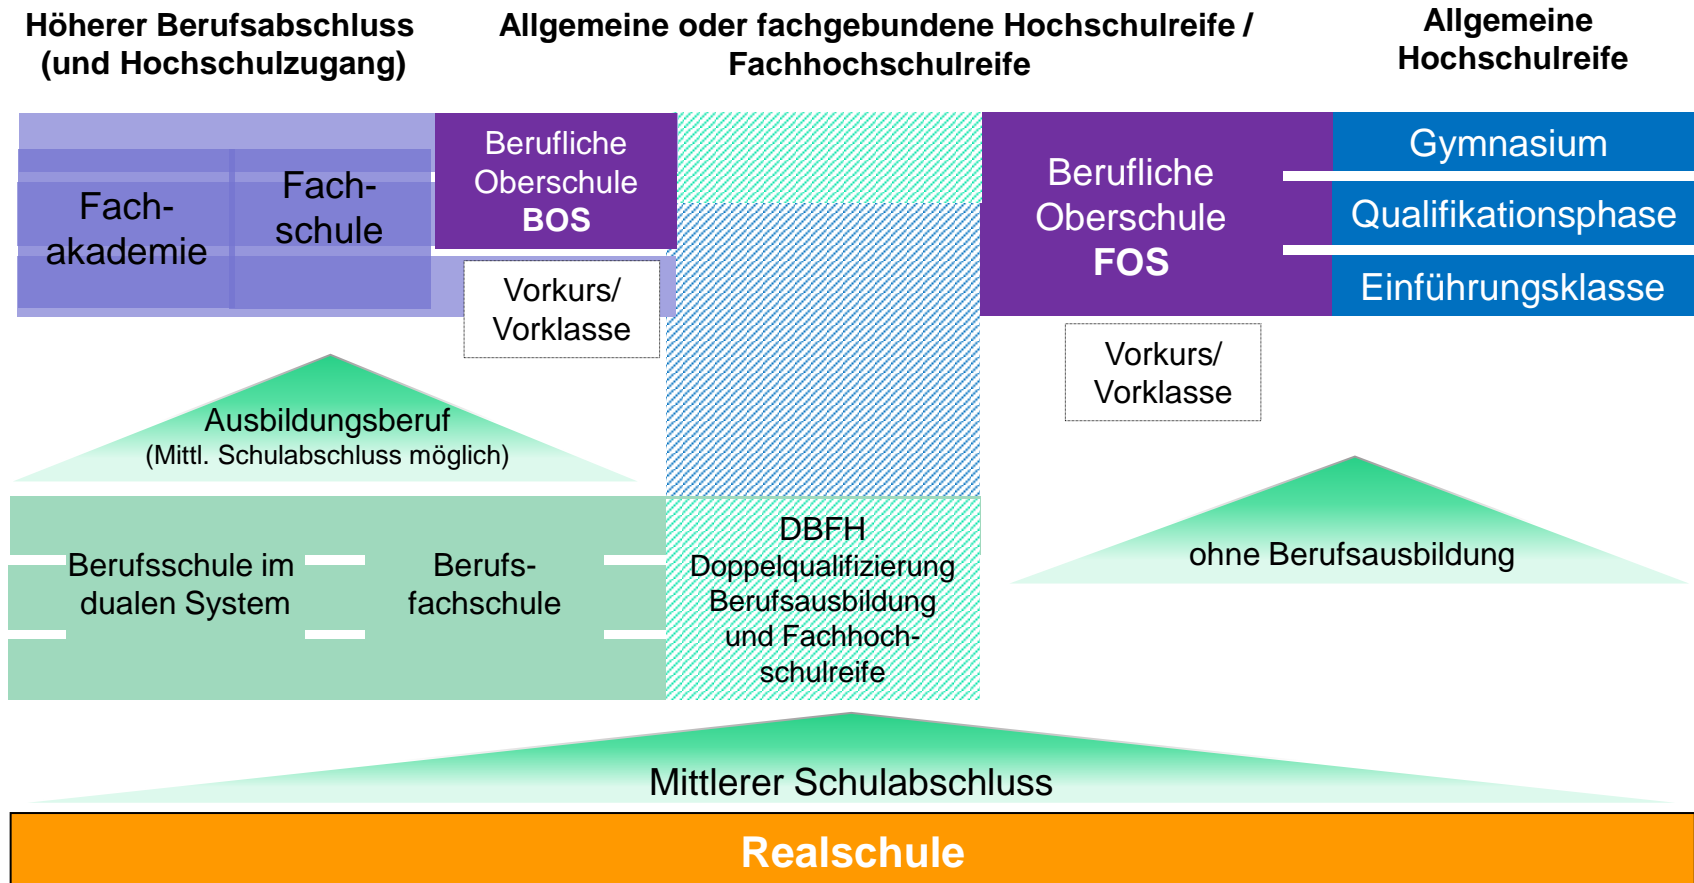 Höherer Berufsabschluss
(und Hochschulzugang)
Allgemeine oder fachgebundene Hochschulreife /
Fachhochschulreife
Allgemeine
Hochschulreife
Fach-
akademie
Fach-
schule
Berufliche
Oberschule
BOS
Vorkurs/
Vorklasse
Berufliche
Oberschule
FOS
Vorkurs/
Vorklasse
Gymnasium
Qualifikationsphase
Einführungsklasse
Ausbildungsberuf
(Mittl. Schulabschluss möglich)
ohne Berufsausbildung
Berufsschule im
dualen System
Berufs-
fachschule
DBFH
Doppelqualifizierung
Berufsausbildung
und Fachhoch-
schulreife
Mittlerer Schulabschluss
Realschule